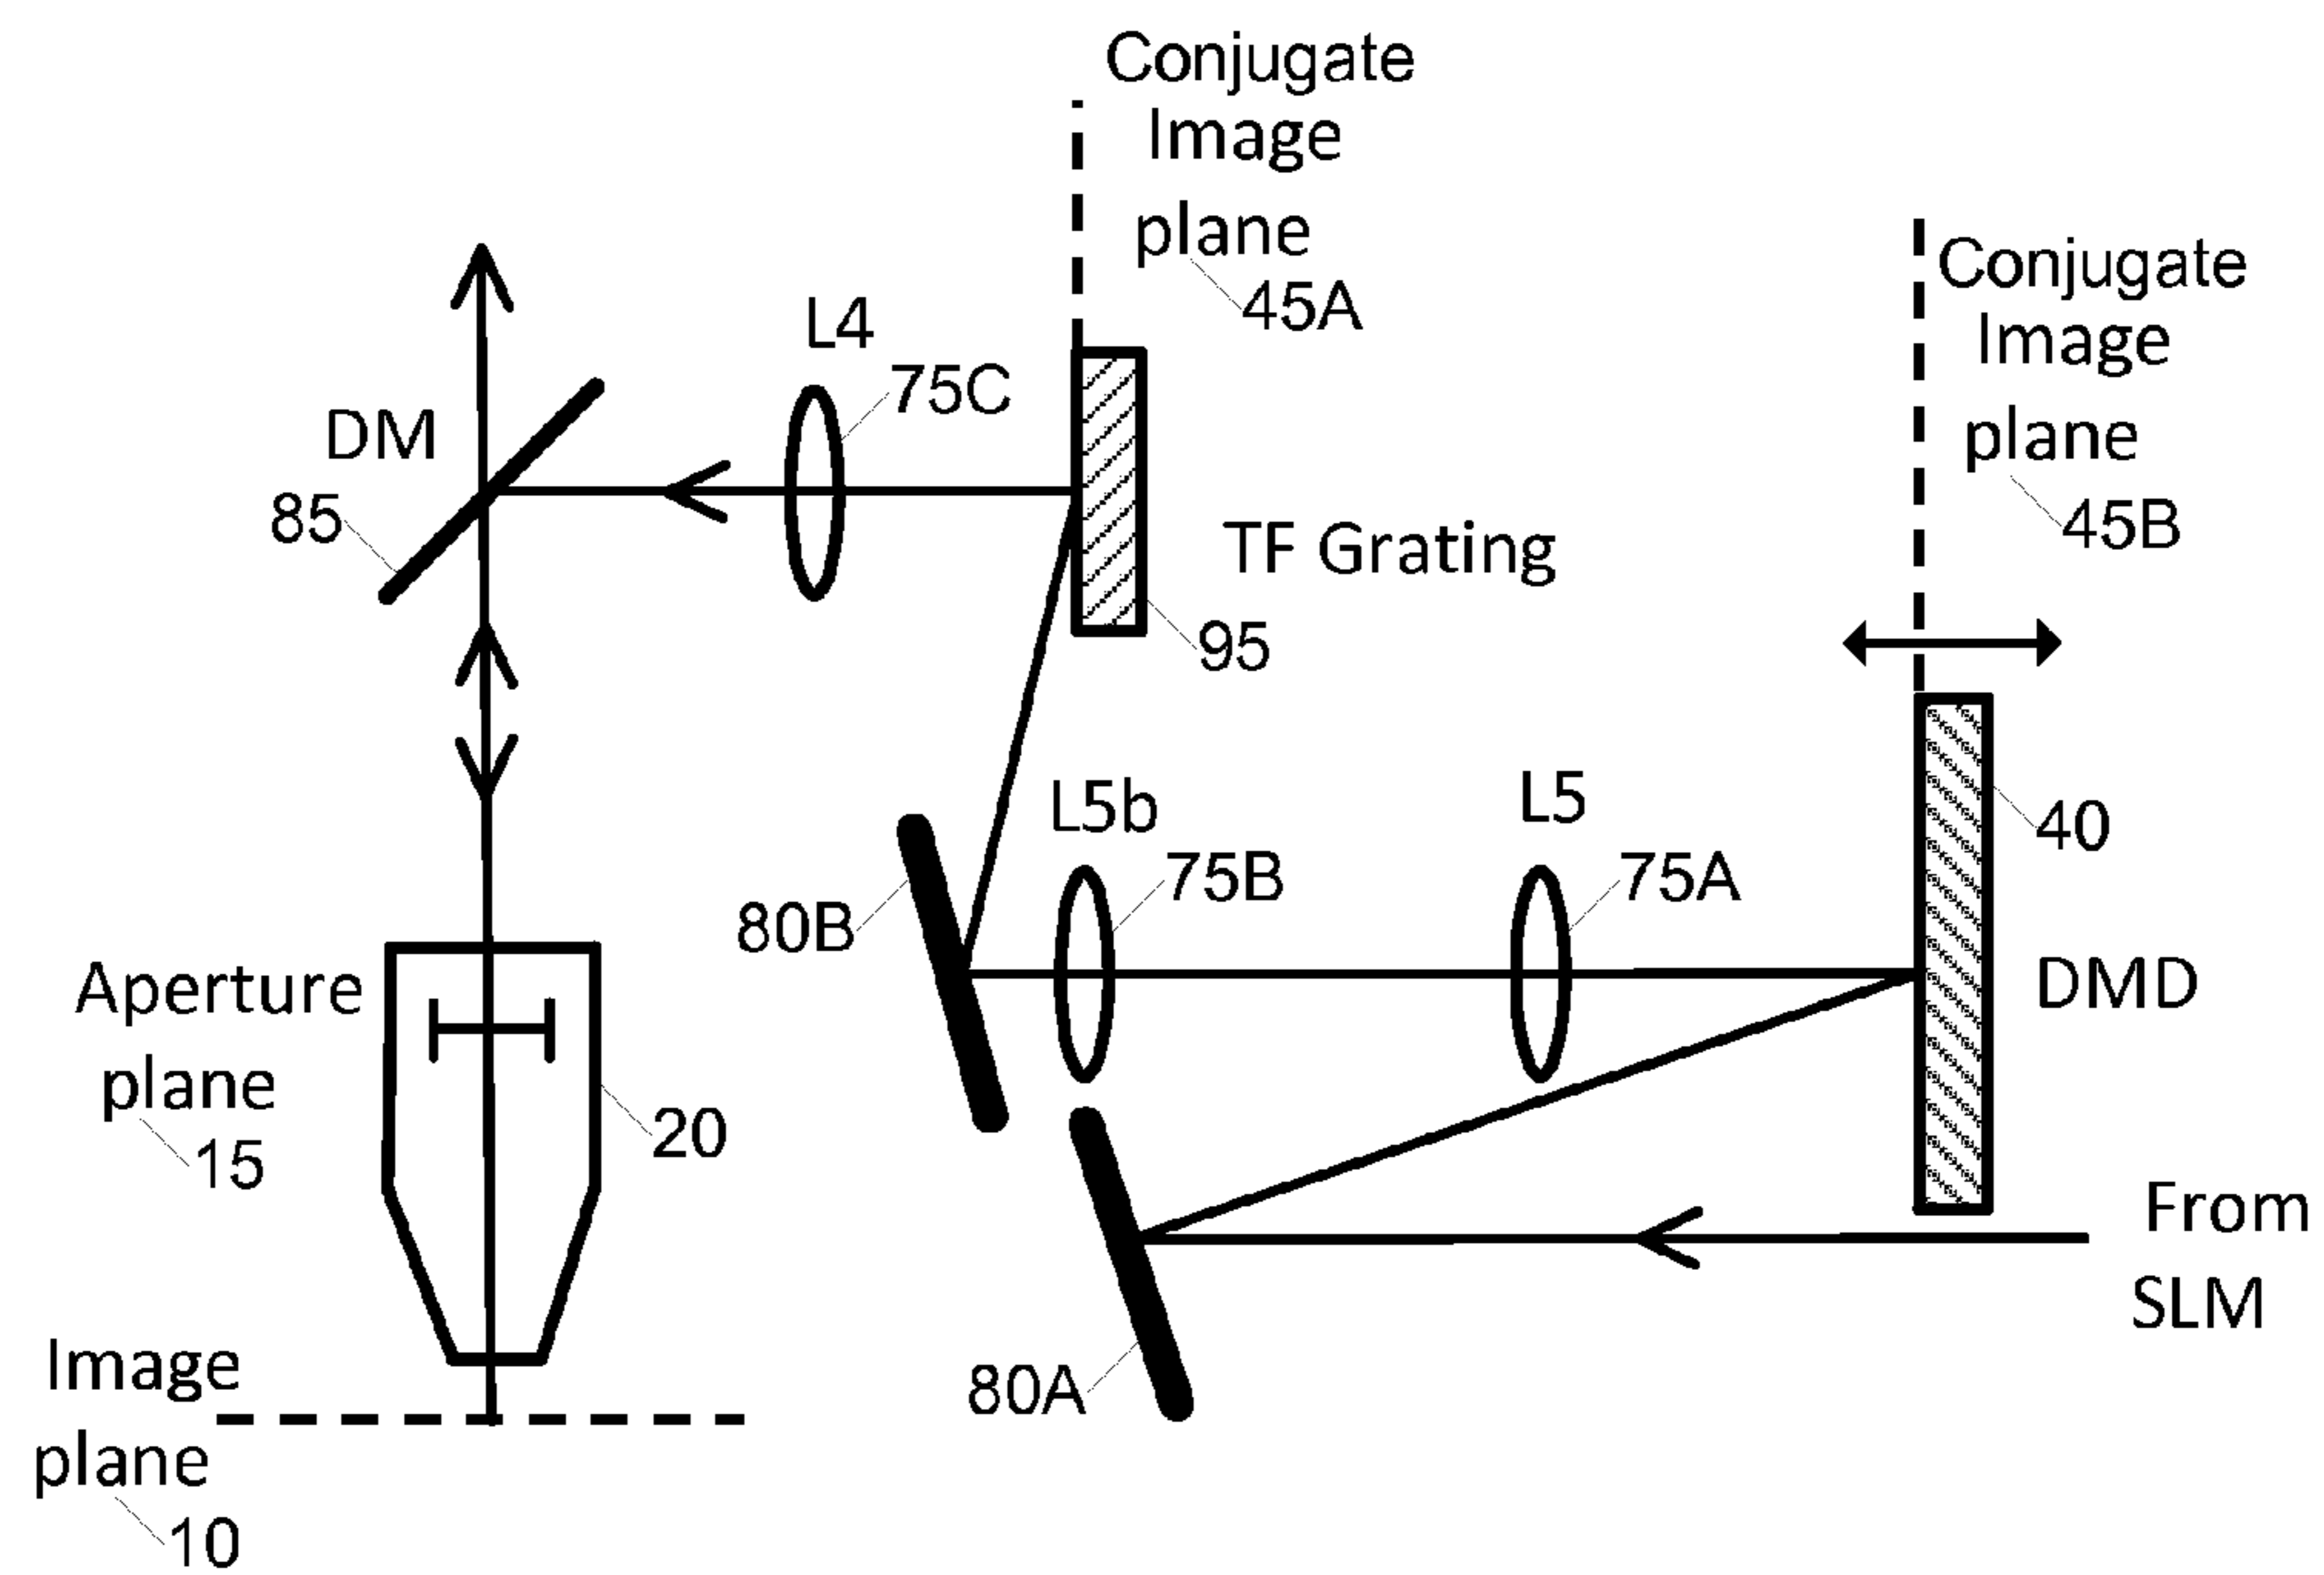 Conjugate
Image
plane
45A
Conjugate
Image
plane
45B
L4
75C
DM
85
TF Grating
95
L5b
75B
L5
75A
40
DMD
80B
Aperture
plane
15
20
From
SLM
80A
Image
plane
10